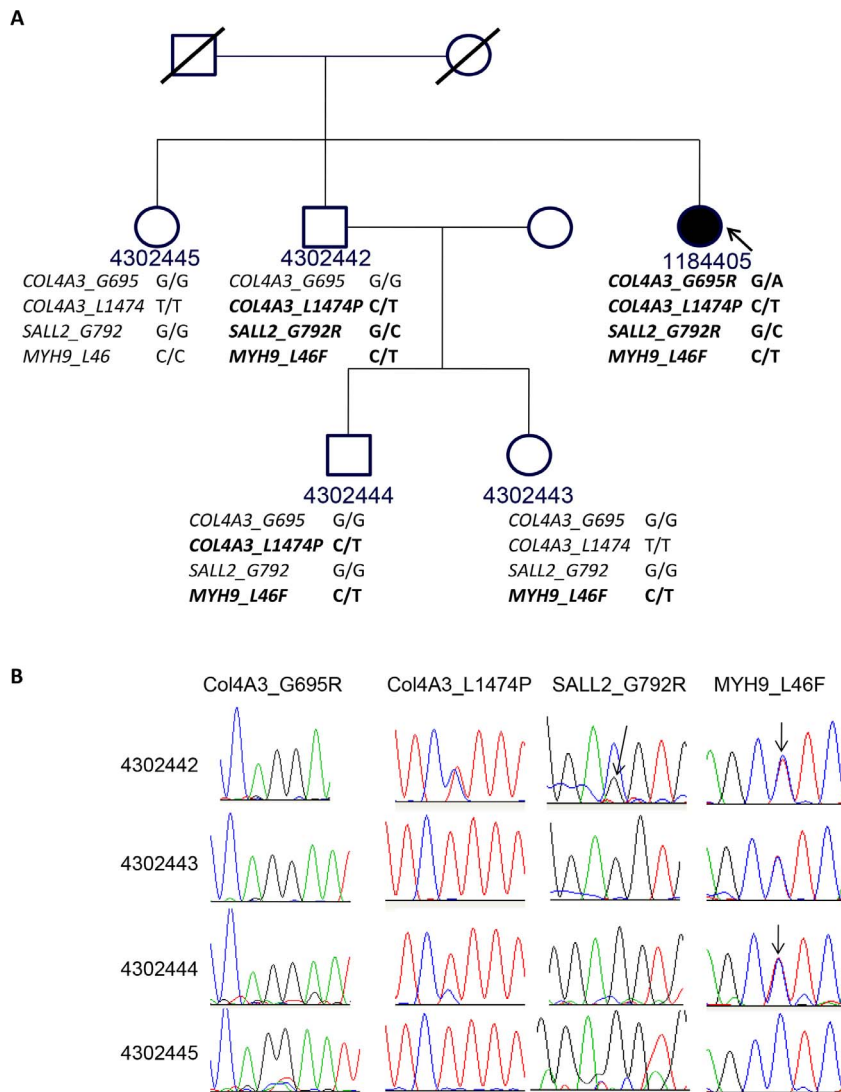 A
4302445
COL4A3_G695 G/G
COL4A3_L1474 T/T
SALL2_G792 G/G
MYH9_L46 C/C
4302442
COL4A3_G695 G/G
COL4A3_L1474P C/T
SALL2_G792R G/C
MYH9_L46F C/T
1184405
COL4A3_G695R G/A
COL4A3_L1474P C/T
SALL2_G792R G/C
MYH9_L46F C/T
4302444
COL4A3_G695 G/G
COL4A3_L1474P C/T
SALL2_G792 G/G
MYH9_L46F C/T
4302443
COL4A3_G695 G/G
COL4A3_L1474 T/T
SALL2_G792 G/G
MYH9_L46F C/T
B
Col4A3_G695R Col4A3_L1474P SALL2_G792R MYH9_L46F
4302442
4302443
4302444
4302445